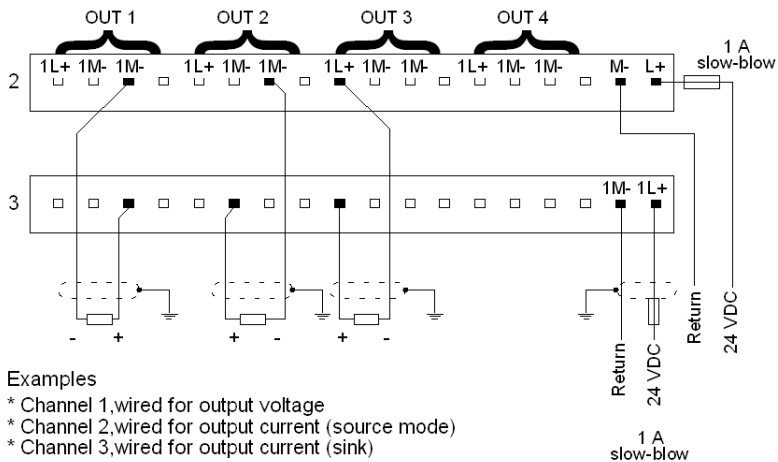 OUT 1 OUT 2 OUT 3 OUT 4
1 A
slow-blow
1L+ 1M- 1M- 1L+ 1M- 1M- 1L+ 1M- 1M- 1L+ 1M- 1M- M- L+
2
1M- 1L+
3
Return
24 VDC
- + + - + -
Return
24 VDC
Examples
* Channel 1,wired for output voltage
* Channel 2,wired for output current (source mode)
* Channel 3,wired for output current (sink)
1 A
slow-blow